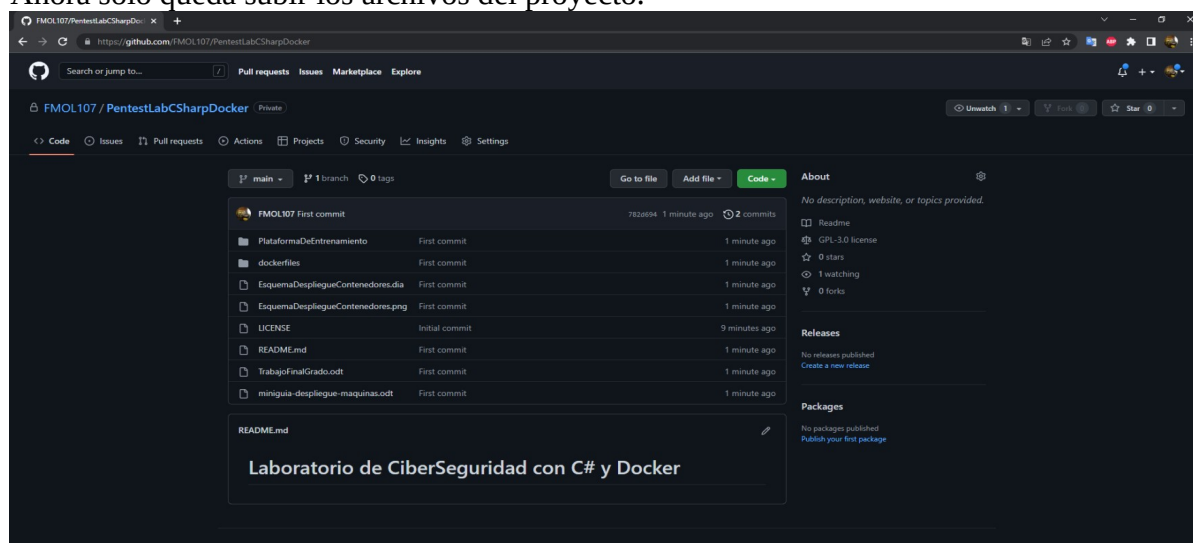 Ahora solo queda subir los archivos del proyecto.
FMOL107/PentestLabCSharpDoc
https://github.com/FMOL107/PentestLabCSharpDocker
Search or jump to... / Pull requests Issues Marketplace Explore
FMOL107 / PentestLabCSharpDocker Private Unwatch 1 Fork 0 Star 0
Code Issues Pull requests Actions Projects Security Insights Settings
main 1 branch 0 tags Go to file Add file Code About
No description, website, or topics provided.
FMOL107 First commit 782d694 1 minute ago 2 commits
Readme
PlataformaDeEntrenamiento First commit 1 minute ago
GPL-3.0 license
dockerfiles First commit 1 minute ago
0 stars
EsquemaDespliegueContenedores.dia First commit 1 minute ago
1 watching
EsquemaDespliegueContenedores.png First commit 1 minute ago
0 forks
LICENSE Initial commit 9 minutes ago
Releases
README.md First commit 1 minute ago
No releases published
TrabajoFinalGrado.odt First commit 1 minute ago
Create a new release
miniguia-despliegue-maquinas.odt First commit 1 minute ago
Packages
README.md
No packages published
Publish your first package
Laboratorio de CiberSeguridad con C# y Docker